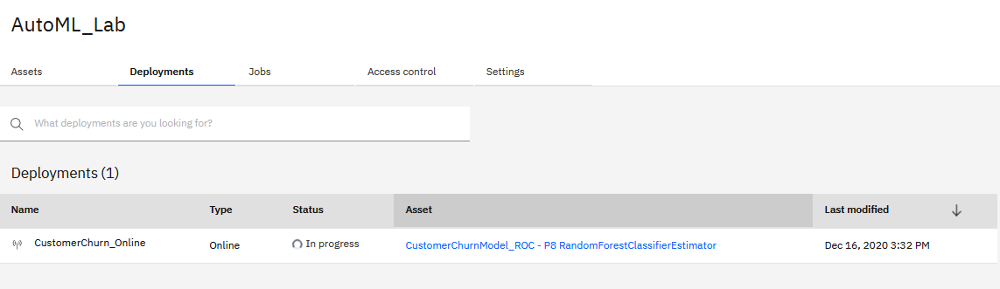 AutoML_Lab
Assets Deployments Jobs Access control Settings
What deployments are you looking for?
Deployments (1)
Name Type Status Asset Last modified
CustomerChurn_Online Online In progress CustomerChurnModel_ROC - P8 RandomForestClassifierEstimator Dec 16, 2020 3:32 PM